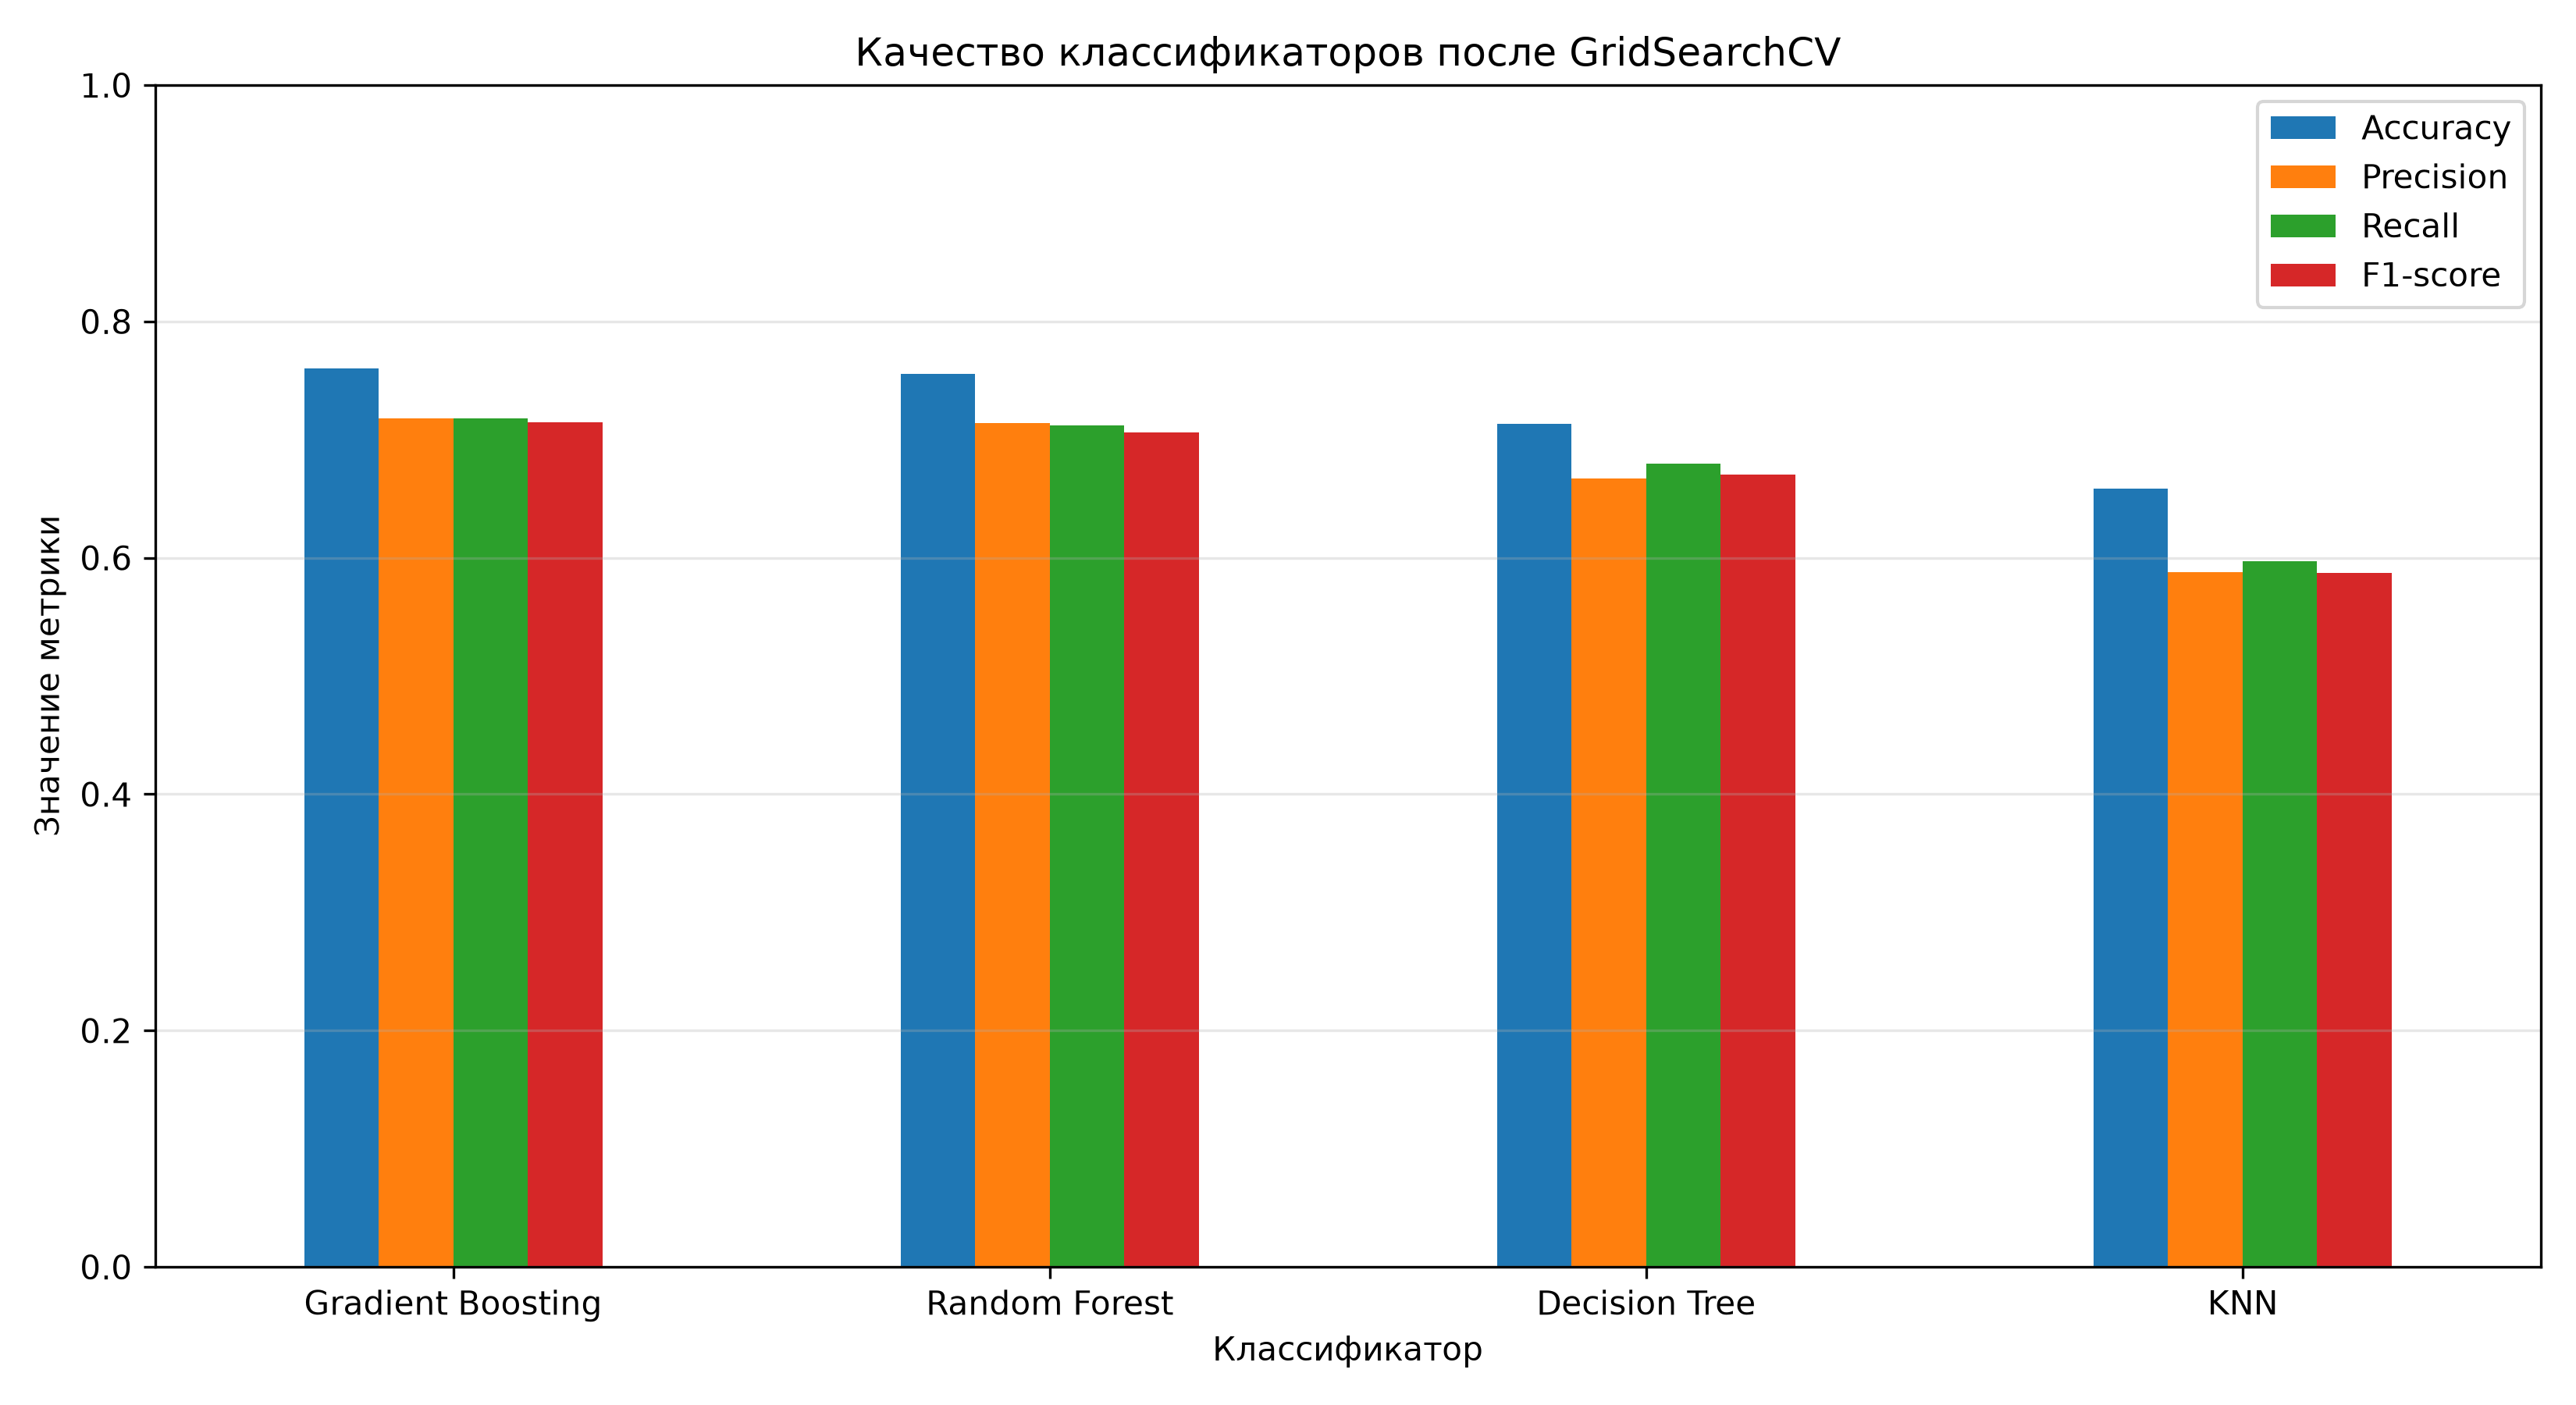 Качество классификаторов после GridSearchCV
Accuracy
Precision
Recall
F1-score
Значение метрики
1.0
0.8
0.6
0.4
0.2
0.0
Gradient Boosting
Random Forest
Decision Tree
KNN
Классификатор